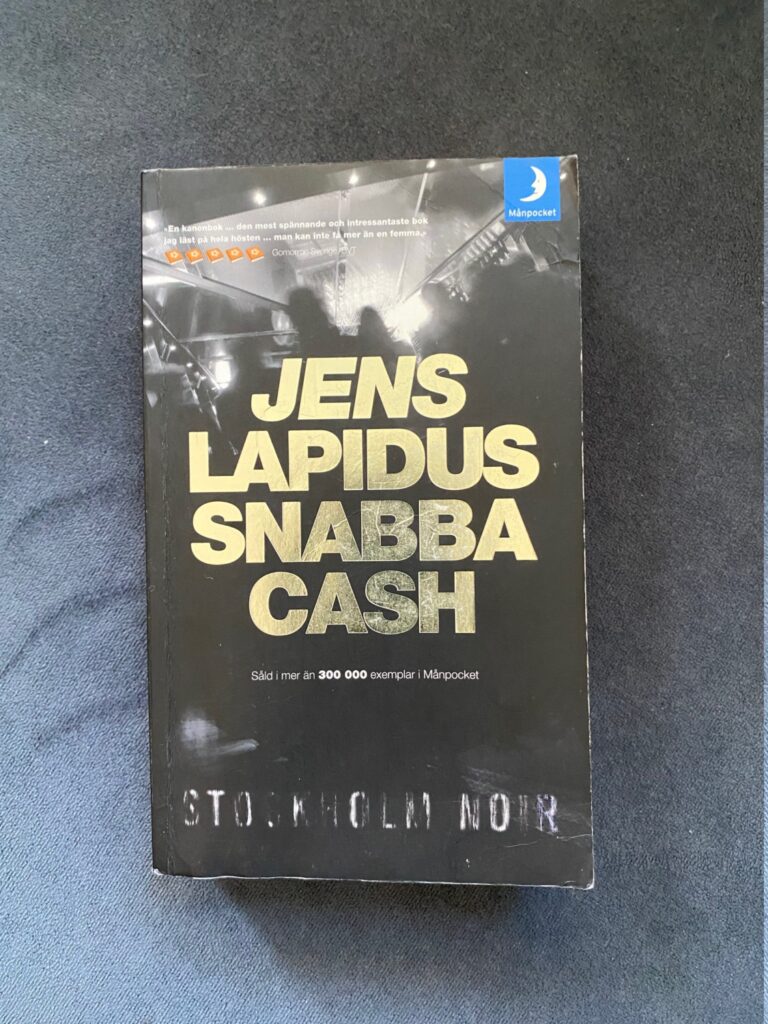 Månpocket
»En kanonbok ... den mest spännande och intressantaste bok
jag läst på hela hösten ... man kan inte få mer än en femma.»
JENS
LAPIDUS
SNABBA
CASH
Såld i mer än 300 000 exemplar i Månpocket
STOCKHOLM NOIR